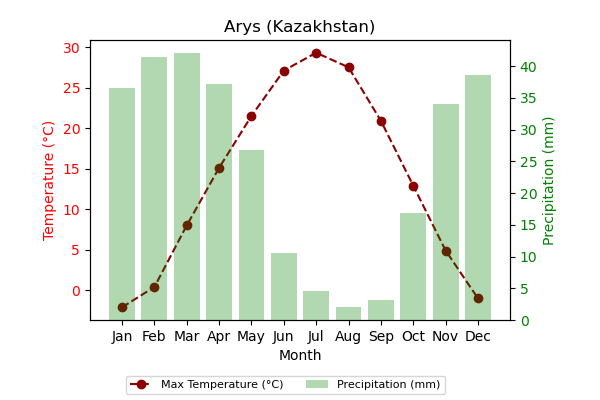 Arys (Kazakhstan)
30
25
20
15
10
5
0
Temperature (°C)
40
35
30
25
20
15
10
5
0
Precipitation (mm)
Jan Feb Mar Apr May Jun Jul Aug Sep Oct Nov Dec
Month
Max Temperature (°C) Precipitation (mm)